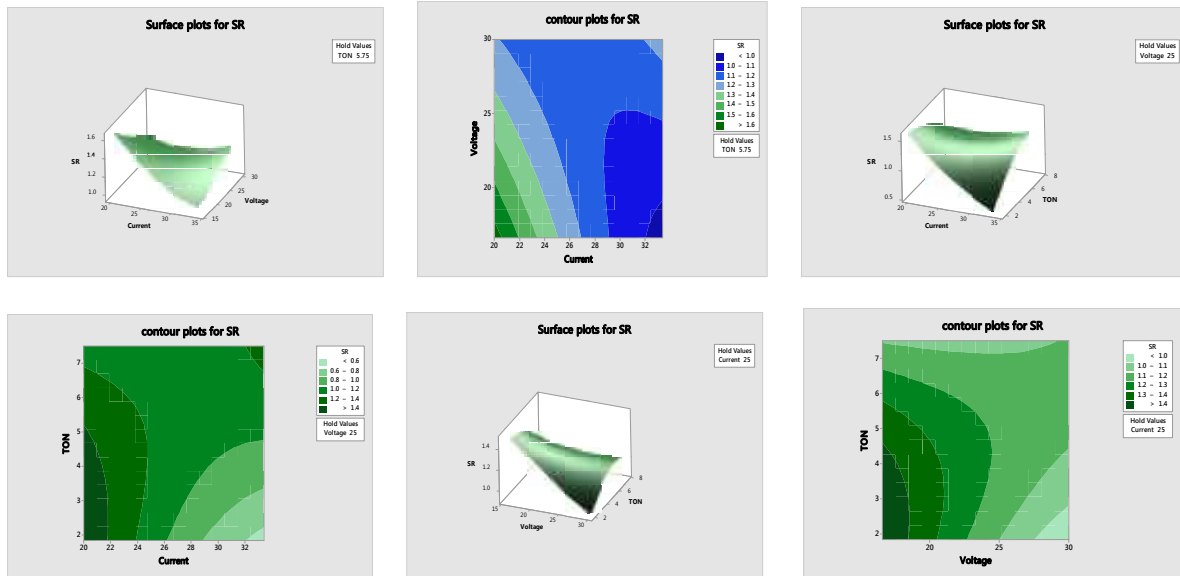 Surface plots for SR
Hold Values
TON 5.75
1.6
1.4
1.2
1.0
SR
20
25
30
35
Current
15
20
25
30
Voltage
contour plots for SR
30
25
20
Voltage
20 22 24 26 28 30 32
Current
SR
< 1.0
1.0 – 1.1
1.1 – 1.2
1.2 – 1.3
1.3 – 1.4
1.4 – 1.5
1.5 – 1.6
> 1.6
Hold Values
TON 5.75
Surface plots for SR
Hold Values
Voltage 25
1.5
1.0
0.5
SR
20
25
30
35
Current
2
4
6
8
TON
contour plots for SR
7
6
5
4
3
2
TON
20 22 24 26 28 30 32
Current
SR
< 0.6
0.6 – 0.8
0.8 – 1.0
1.0 – 1.2
1.2 – 1.4
> 1.4
Hold Values
Voltage 25
Surface plots for SR
Hold Values
Current 25
1.4
1.2
1.0
SR
15
20
25
30
Voltage
2
4
6
8
TON
contour plots for SR
7
6
5
4
3
2
TON
20 25 30
Voltage
SR
< 1.0
1.0 – 1.1
1.1 – 1.2
1.2 – 1.3
1.3 – 1.4
> 1.4
Hold Values
Current 25